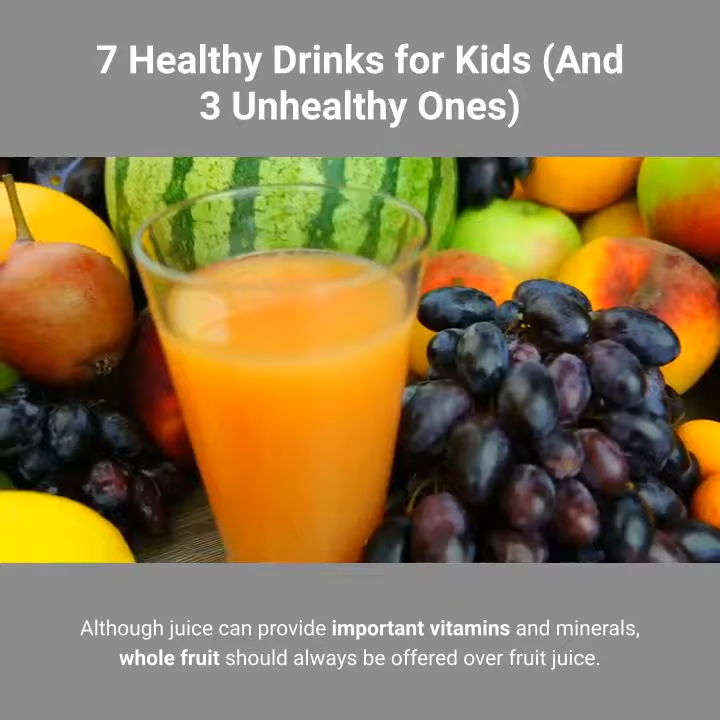 7 Healthy Drinks for Kids (And
3 Unhealthy Ones)
Although juice can provide important vitamins and minerals,
whole fruit should always be offered over fruit juice.